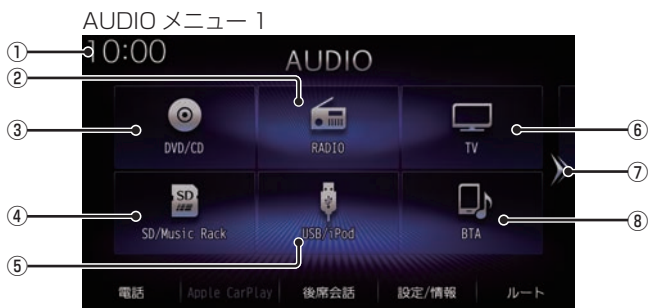 AUDIO メニュー 1
① 10:00 AUDIO
②
③ DVD/CD RADIO TV ⑥
⑦
④ SD
SD/Music Rack USB/iPod BTA ⑧
⑤
電話 Apple CarPlay 後席会話 設定/情報 ルート